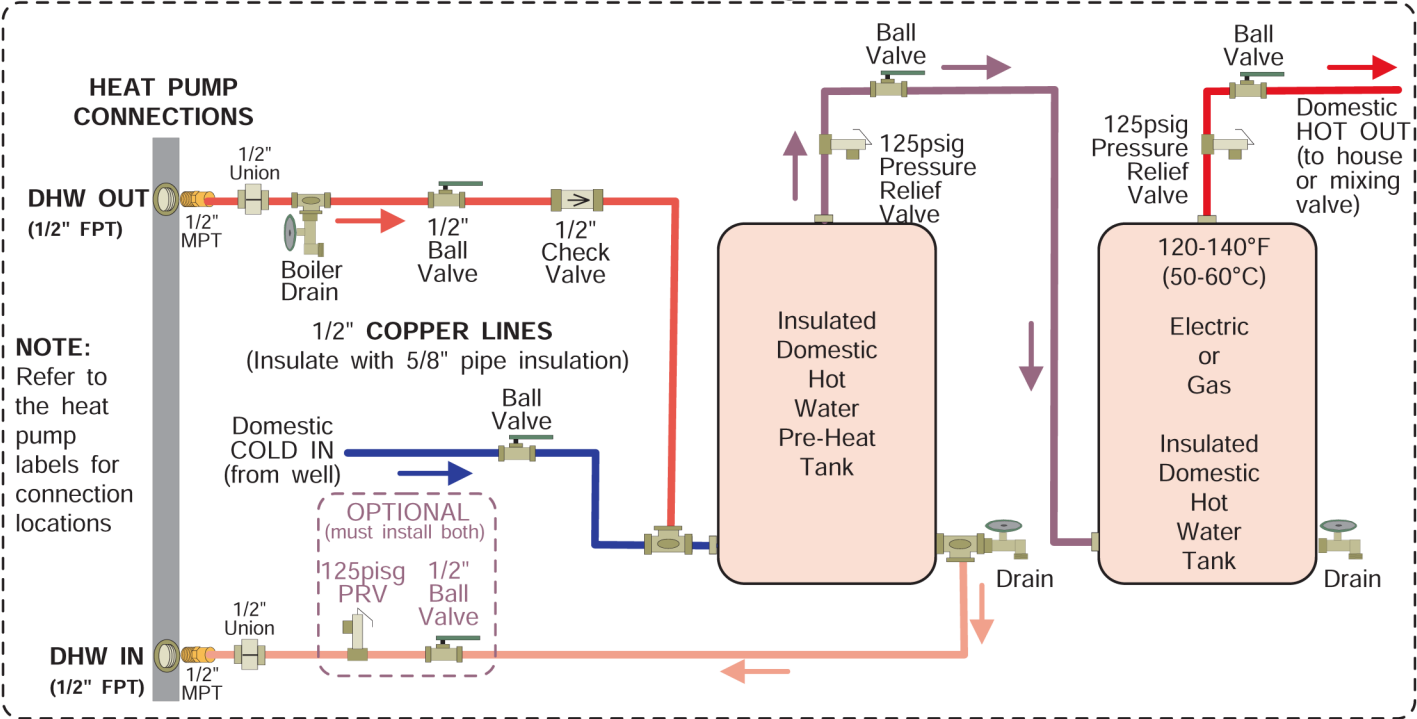 HEAT PUMP
CONNECTIONS
DHW OUT
(1/2" FPT)
1/2"
MPT
1/2"
Union
Boiler
Drain
1/2"
Ball
Valve
1/2"
Check
Valve
1/2" COPPER LINES
(Insulate with 5/8" pipe insulation)
NOTE:
Refer to
the heat
pump
labels for
connection
locations
Domestic
COLD IN
(from well)
Ball
Valve
OPTIONAL
(must install both)
125pisg
PRV
1/2"
Ball
Valve
1/2"
Union
DHW IN
(1/2" FPT)
1/2"
MPT
Ball
Valve
125psig
Pressure
Relief
Valve
Insulated
Domestic
Hot
Water
Pre-Heat
Tank
Drain
Ball
Valve
125psig
Pressure
Relief
Valve
Domestic
HOT OUT
(to house
or mixing
valve)
120-140°F
(50-60°C)
Electric
or
Gas
Insulated
Domestic
Hot
Water
Tank
Drain